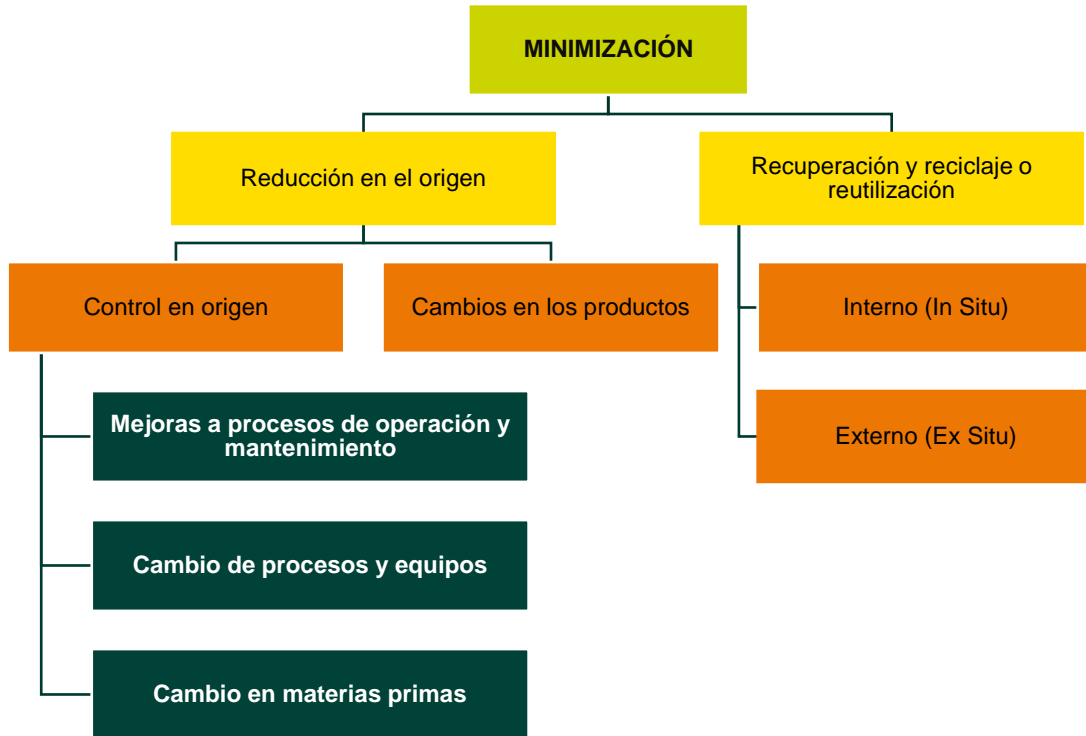 MINIMIZACIÓN
Reducción en el origen
Recuperación y reciclaje o
reutilización
Control en origen
Cambios en los productos
Interno (In Situ)
Mejoras a procesos de operación y
mantenimiento
Externo (Ex Situ)
Cambio de procesos y equipos
Cambio en materias primas